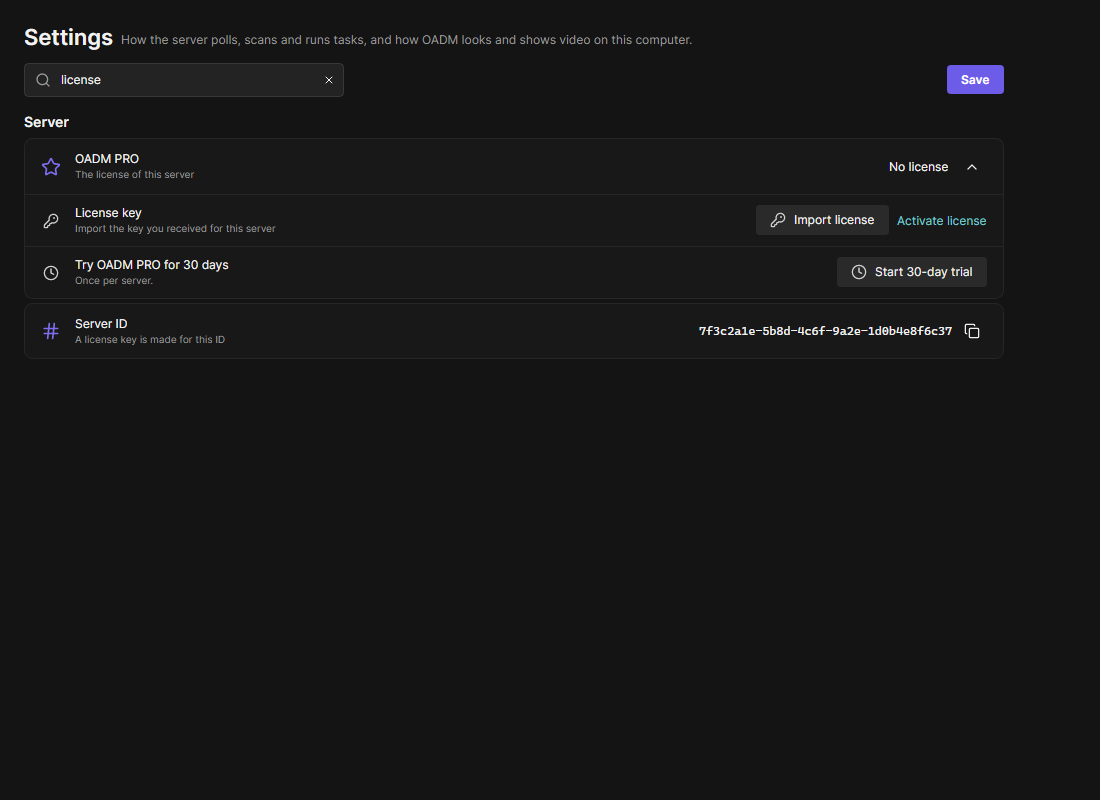 Settings How the server polls, scans and runs tasks, and how OADM looks and shows video on this computer.
license
Save
Server
OADM PRO
The license of this server
No license
License key
Import the key you received for this server
Import license
Activate license
Try OADM PRO for 30 days
Once per server.
Start 30-day trial
Server ID
A license key is made for this ID
7f3c2a1e-5b8d-4c6f-9a2e-1d0b4e8f6c37